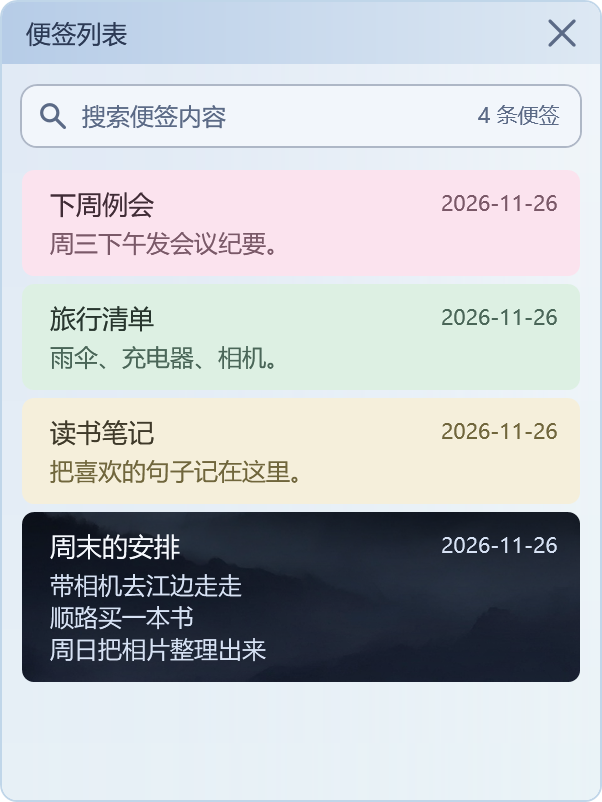 便签列表
搜索便签内容
4 条便签
下周例会
2026-11-26
周三下午发会议纪要。
旅行清单
2026-11-26
雨伞、充电器、相机。
读书笔记
2026-11-26
把喜欢的句子记在这里。
周末的安排
2026-11-26
带相机去江边走走
顺路买一本书
周日把相片整理出来